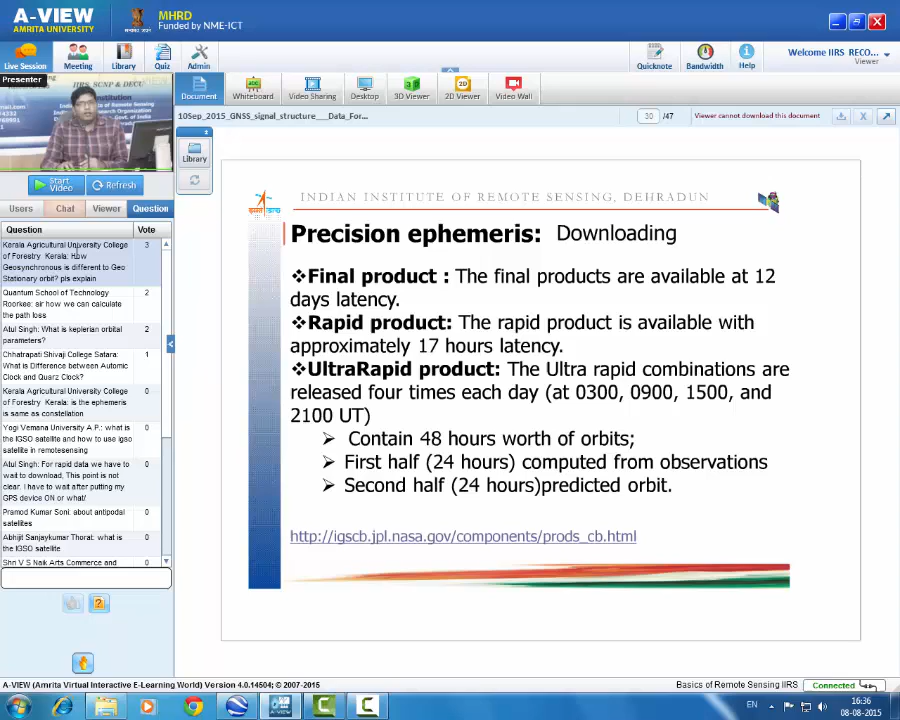 A-VIEW
AMRITA UNIVERSITY
MHRD
Funded by NME-ICT
Live Session
Meeting
Library
Quiz
Admin
Quicknote
Bandwidth
Help
Welcome IIRS RECO...
Viewer
Presenter
IIRS, SCNP & DECU
Document
Whiteboard
Video Sharing
Desktop
3D Viewer
2D Viewer
Video Wall
10Sep_2015_GNSS_signal_structure___Data_For...
30 /47
Viewer cannot download this document
Library
Start Video
Refresh
Users
Chat
Viewer
Question
Question Vote
Kerala Agricultural University College 3
of Forestry Kerala: How
Geosynchronous is different to Geo
Stationary orbit? pls explain
Quantum School of Technology 2
Roorkee: sir how we can calculate
the path loss
Atul Singh: What is keplerian orbital 2
parameters?
Chhatrapati Shivaji College Satara: 1
What is Difference between Automic
Clock and Quarz Clock?
Kerala Agricultural University College 0
of Forestry Kerala: is the ephemeris
is same as constellation
Yogi Vemana University A.P.: what is 0
the IGSO satellite and how to use igso
satellite in remotesensing
Atul Singh: For rapid data we have to 0
wait to download, This point is not
clear. I have to wait after putting my
GPS device ON or what/
Pramod Kumar Soni: about antipodal 0
satellites
Abhijit Sanjaykumar Thorat: what is 0
the IGSO satellite
Shri V S Naik Arts Commerce and 0
INDIAN INSTITUTE OF REMOTE SENSING, DEHRADUN
Precision ephemeris: Downloading
❖Final product : The final products are available at 12
days latency.
❖Rapid product: The rapid product is available with
approximately 17 hours latency.
❖UltraRapid product: The Ultra rapid combinations are
released four times each day (at 0300, 0900, 1500, and
2100 UT)
➢ Contain 48 hours worth of orbits;
➢ First half (24 hours) computed from observations
➢ Second half (24 hours)predicted orbit.
http://igscb.jpl.nasa.gov/components/prods_cb.html
A-VIEW (Amrita Virtual Interactive E-Learning World) Version 4.0.14504; © 2007-2015
Basics of Remote Sensing IIRS
Connected
EN
16:36
08-08-2015